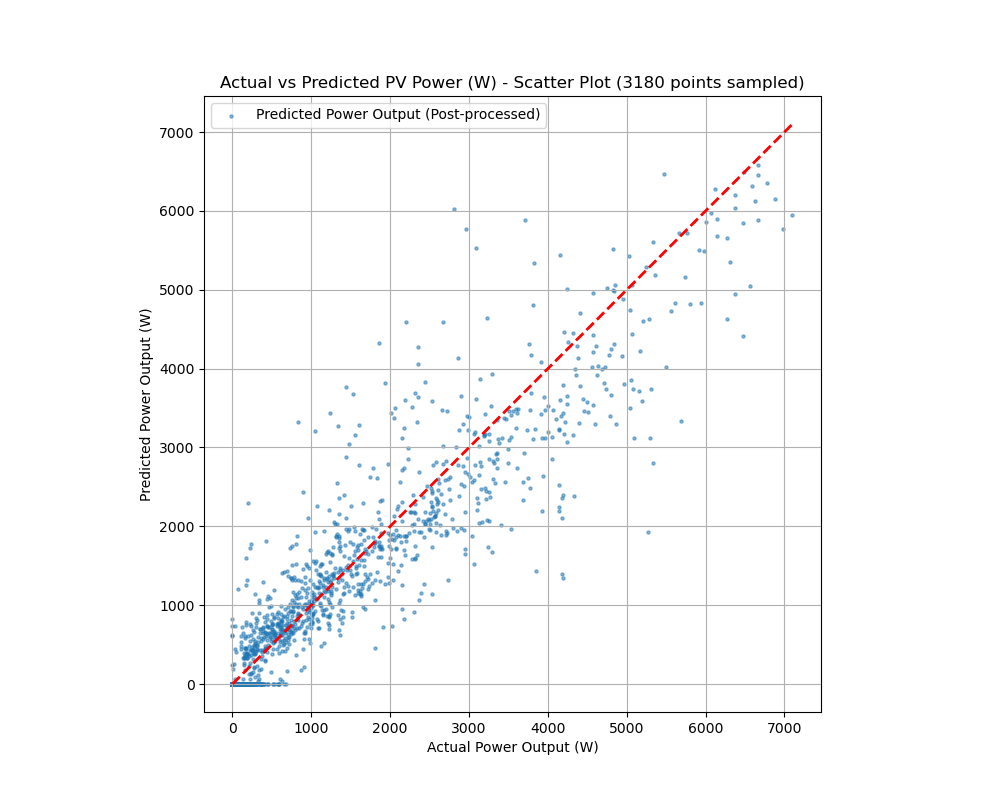 Actual vs Predicted PV Power (W) - Scatter Plot (3180 points sampled)
Predicted Power Output (Post-processed)
Predicted Power Output (W)
7000
6000
5000
4000
3000
2000
1000
0
0 1000 2000 3000 4000 5000 6000 7000
Actual Power Output (W)